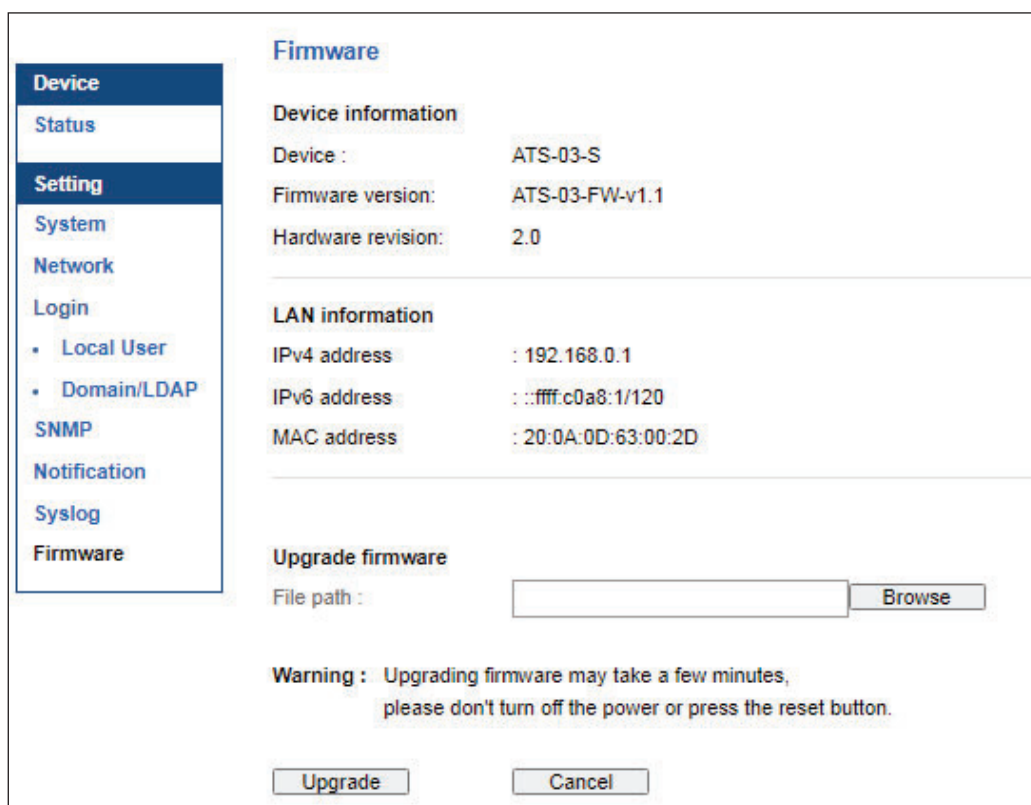 Device
Status
Setting
System
Network
Login
• Local User
• Domain/LDAP
SNMP
Notification
Syslog
Firmware
Firmware
Device information
Device : ATS-03-S
Firmware version: ATS-03-FW-v1.1
Hardware revision: 2.0
LAN information
IPv4 address : 192.168.0.1
IPv6 address : ::ffff:c0a8:1/120
MAC address : 20:0A:0D:63:00:2D
Upgrade firmware
File path : Browse
Warning : Upgrading firmware may take a few minutes,
please don't turn off the power or press the reset button.
Upgrade Cancel